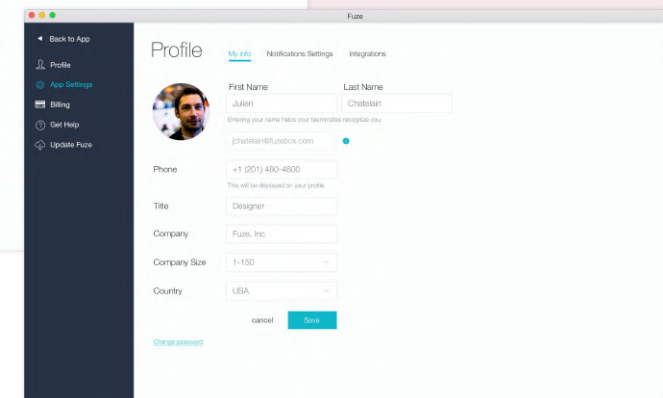 Fuze
Back to App
Profile
App Settings
Billing
Get Help
Update Fuze
Profile
My info Notifications Settings Integrations
First Name Last Name
Julien Chatelain
Entering your name helps your teammates recognise you.
jchatelain@fuzebox.com
Phone +1 (201) 480-4800
This will be displayed on your profile.
Title Designer
Company Fuze, Inc
Company Size 1-150
Country USA
cancel Save
Change password